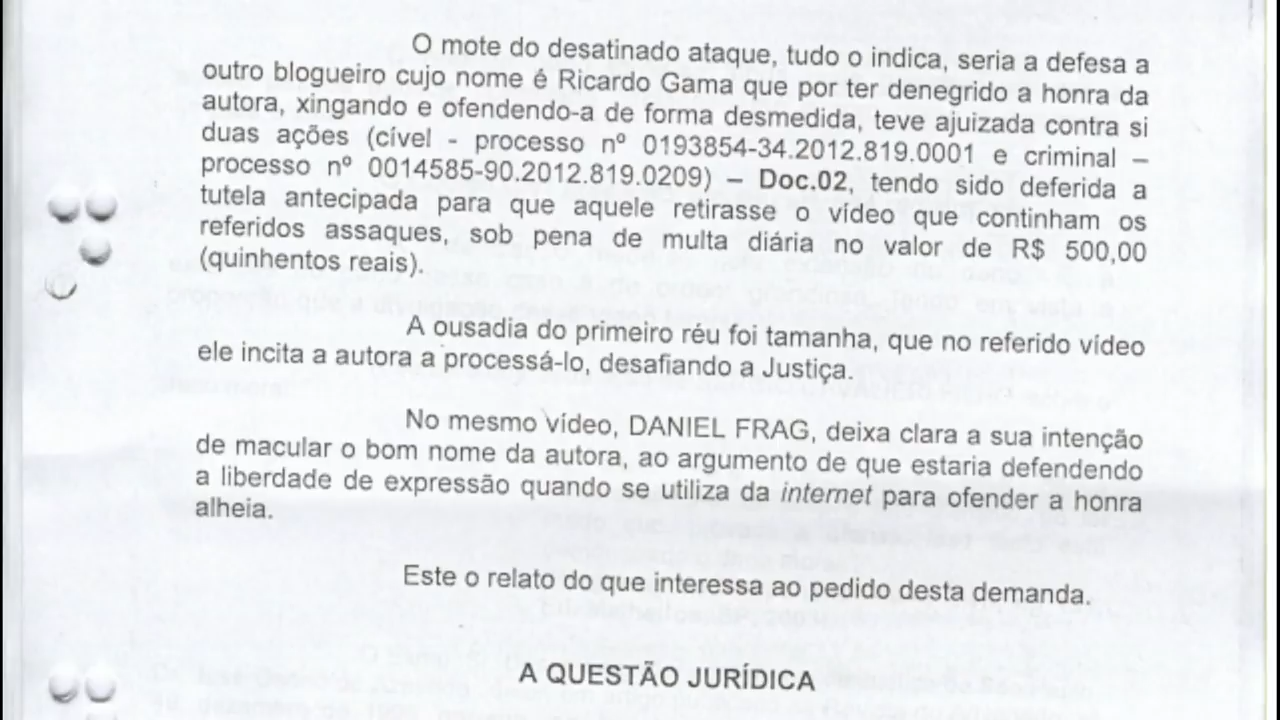 O mote do desatinado ataque, tudo o indica, seria a defesa a
outro blogueiro cujo nome é Ricardo Gama que por ter denegrido a honra da
autora, xingando e ofendendo-a de forma desmedida, teve ajuizada contra si
duas ações (cível - processo nº 0193854-34.2012.819.0001 e criminal –
processo nº 0014585-90.2012.819.0209) – Doc.02, tendo sido deferida a
tutela antecipada para que aquele retirasse o vídeo que continham os
referidos assaques, sob pena de multa diária no valor de R$ 500,00
(quinhentos reais).
A ousadia do primeiro réu foi tamanha, que no referido vídeo
ele incita a autora a processá-lo, desafiando a Justiça.
No mesmo vídeo, DANIEL FRAG, deixa clara a sua intenção
de macular o bom nome da autora, ao argumento de que estaria defendendo
a liberdade de expressão quando se utiliza da internet para ofender a honra
alheia.
Este o relato do que interessa ao pedido desta demanda.
A QUESTÃO JURÍDICA